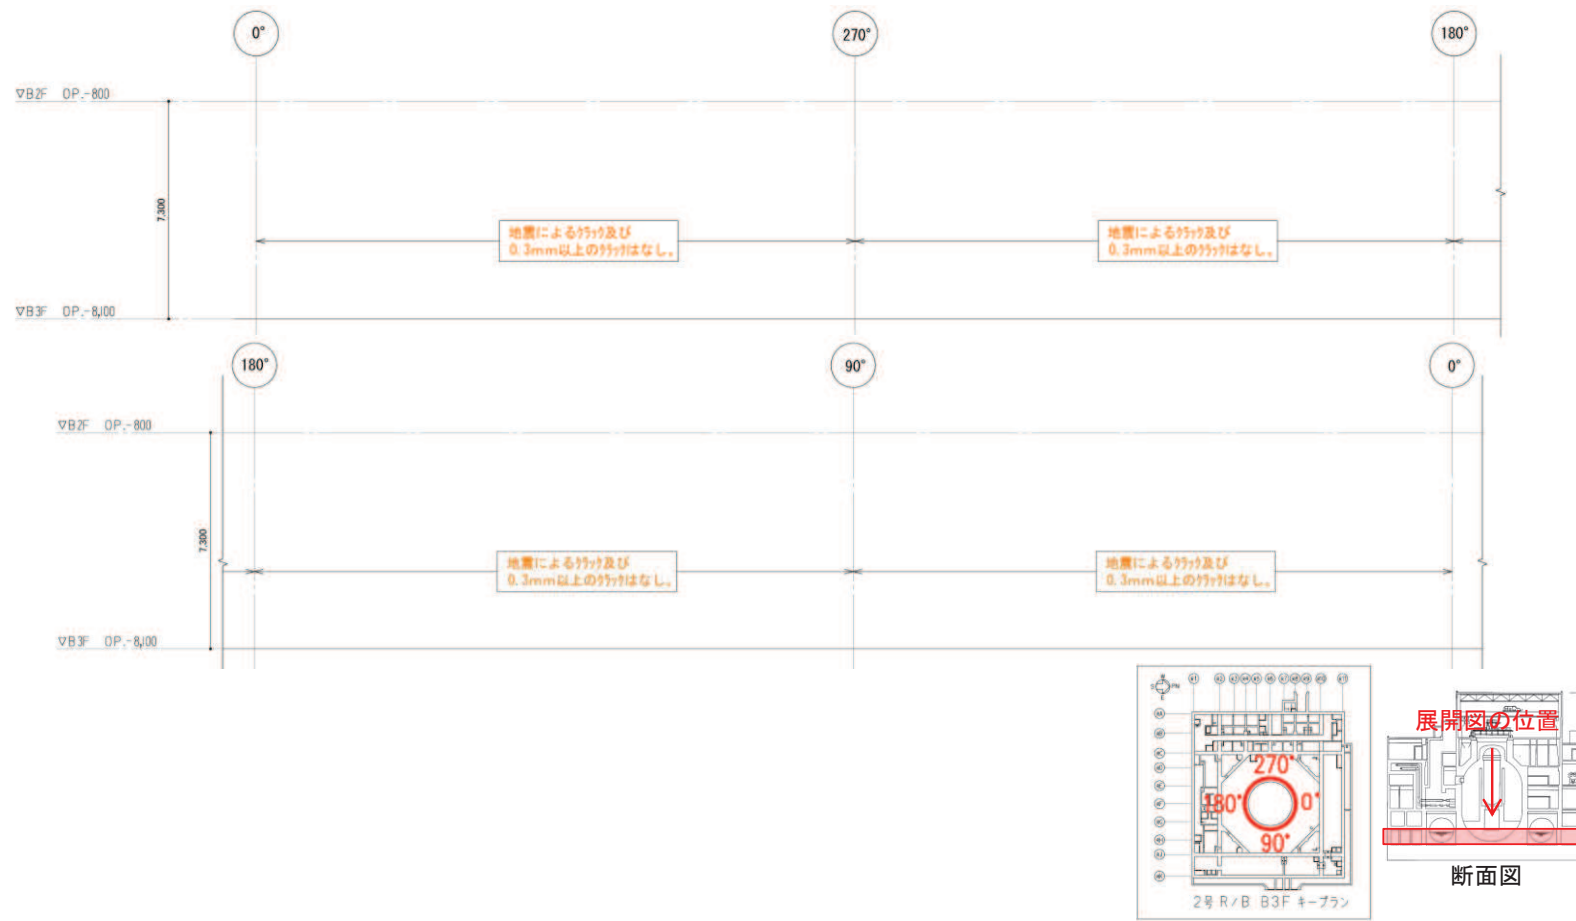 0°
270°
180°
▽B2F OP.-800
7,300
地震によるｸﾗｯｸ及び
0.3mm以上のｸﾗｯｸはなし。
地震によるｸﾗｯｸ及び
0.3mm以上のｸﾗｯｸはなし。
▽B3F OP.-8,100
180°
90°
0°
▽B2F OP.-800
7,300
地震によるｸﾗｯｸ及び
0.3mm以上のｸﾗｯｸはなし。
地震によるｸﾗｯｸ及び
0.3mm以上のｸﾗｯｸはなし。
▽B3F OP.-8,100
270°
180°
0°
90°
2号 R/B B3F キープラン
展開図の位置
断面図